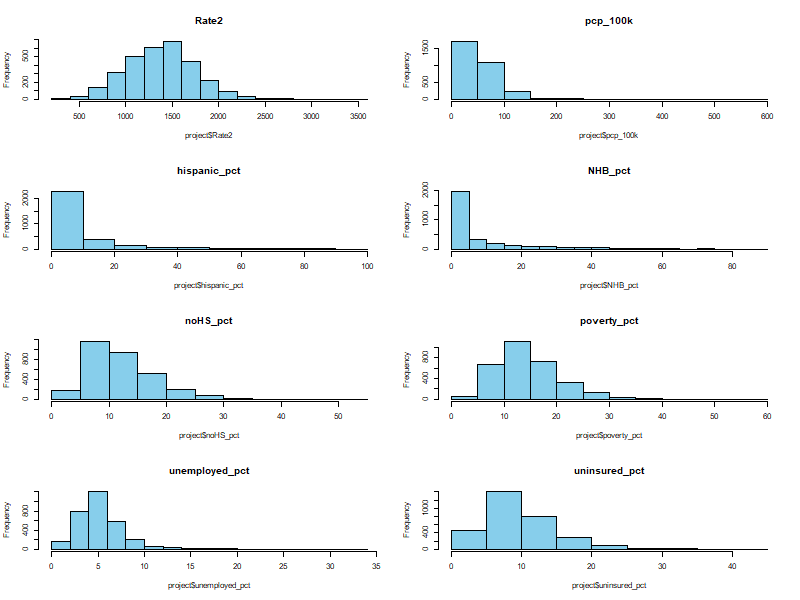 Rate2
Frequency
0 200 500
500 1000 1500 2000 2500 3000 3500
project$Rate2
pcp_100k
Frequency
0 500 1500
0 100 200 300 400 500 600
project$pcp_100k
hispanic_pct
Frequency
0 1000 2000
0 20 40 60 80 100
project$hispanic_pct
NHB_pct
Frequency
0 1000 2000
0 20 40 60 80
project$NHB_pct
noHS_pct
Frequency
0 400 800
0 10 20 30 40 50
project$noHS_pct
poverty_pct
Frequency
0 400 800
0 10 20 30 40 50 60
project$poverty_pct
unemployed_pct
Frequency
0 400 800
0 5 10 15 20 25 30 35
project$unemployed_pct
uninsured_pct
Frequency
0 400 1000
0 10 20 30 40
project$uninsured_pct